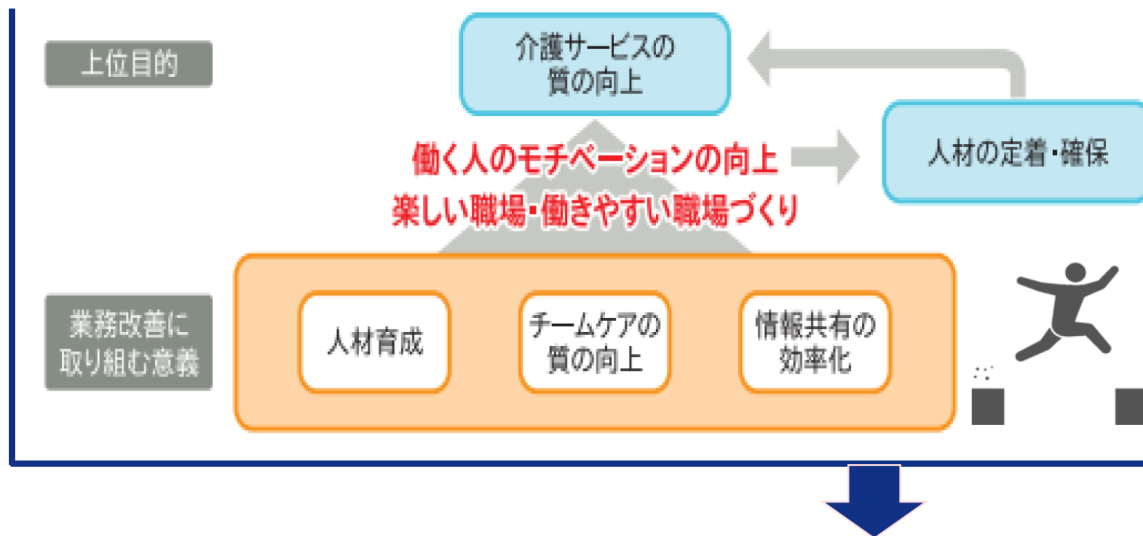 上位目的
介護サービスの
質の向上
人材の定着・確保
働く人のモチベーションの向上
楽しい職場・働きやすい職場づくり
業務改善に
取り組む意義
人材育成
チームケアの
質の向上
情報共有の
効率化